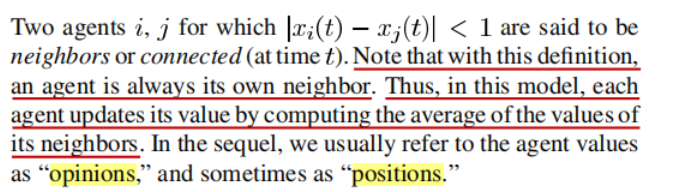 Two agents i, j for which |x_i(t) − x_j(t)| < 1 are said to be
neighbors or connected (at time t). Note that with this definition,
an agent is always its own neighbor. Thus, in this model, each
agent updates its value by computing the average of the values of
its neighbors. In the sequel, we usually refer to the agent values
as “opinions,” and sometimes as “positions.”